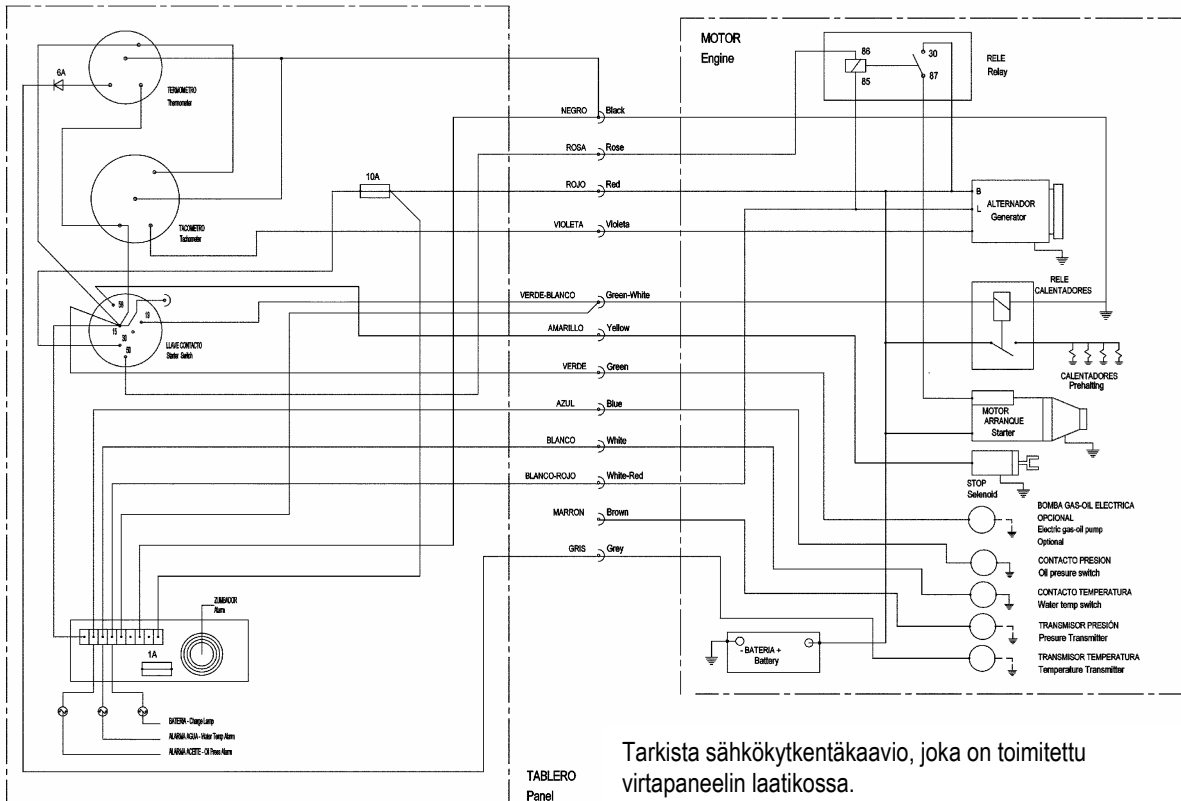 6A
TERMOMETRO
Thermometer
TACOMETRO
Tachometer
10A
56
15
19
50
LLAVE CONTACTO
Starter Switch
ZUMBADOR
Alarm
1A
BATERIA - Charge Lamp
ALARMA AGUA - Water Temp Alarm
ALARMA ACEITE - Oil Press Alarm
TABLERO
Panel
NEGRO Black
ROSA Rose
ROJO Red
VIOLETA Violeta
VERDE-BLANCO Green-White
AMARILLO Yellow
VERDE Green
AZUL Blue
BLANCO White
BLANCO-ROJO White-Red
MARRON Brown
GRIS Grey
MOTOR
Engine
86
85
30
87
RELE
Relay
B
L
ALTERNADOR
Generator
RELE
CALENTADORES
CALENTADORES
Prehalting
MOTOR
ARRANQUE
Starter
STOP
Selenoid
BOMBA GAS-OIL ELECTRICA
OPCIONAL
Electric gas-oil pump
Optional
CONTACTO PRESION
Oil presure switch
CONTACTO TEMPERATURA
Water temp switch
TRANSMISOR PRESIÓN
Presure Transmitter
TRANSMISOR TEMPERATURA
Temperature Transmitter
- BATERIA +
Battery
Tarkista sähkökytkentäkaavio, joka on toimitettu
virtapaneelin laatikossa.